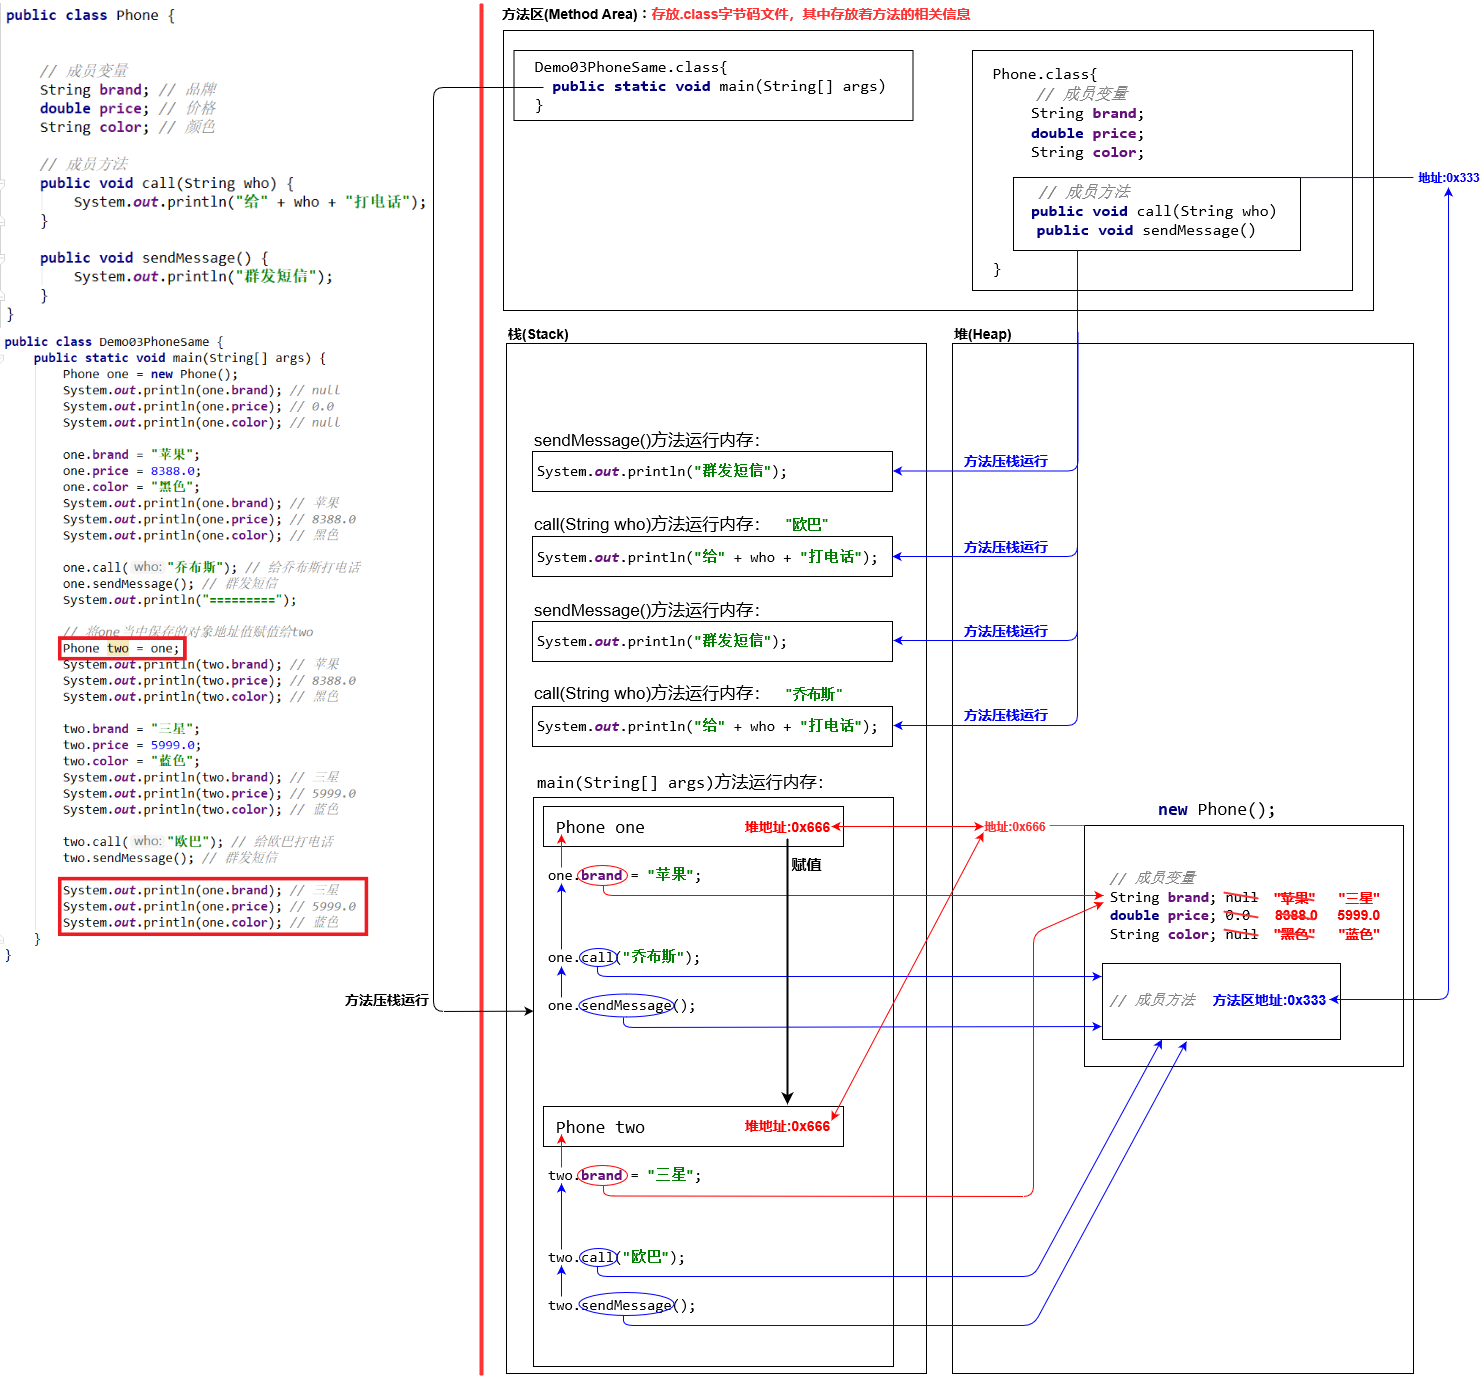 public class Phone {
// 成员变量
String brand; // 品牌
double price; // 价格
String color; // 颜色
// 成员方法
public void call(String who) {
System.out.println("给" + who + "打电话");
}
public void sendMessage() {
System.out.println("群发短信");
}
}
public class Demo03PhoneSame {
public static void main(String[] args) {
Phone one = new Phone();
System.out.println(one.brand); // null
System.out.println(one.price); // 0.0
System.out.println(one.color); // null
one.brand = "苹果";
one.price = 8388.0;
one.color = "黑色";
System.out.println(one.brand); // 苹果
System.out.println(one.price); // 8388.0
System.out.println(one.color); // 黑色
one.call( who: "乔布斯"); // 给乔布斯打电话
one.sendMessage(); // 群发短信
System.out.println("=========");
// 将one当中保存的对象地址值赋值给two
Phone two = one;
System.out.println(two.brand); // 苹果
System.out.println(two.price); // 8388.0
System.out.println(two.color); // 黑色
two.brand = "三星";
two.price = 5999.0;
two.color = "蓝色";
System.out.println(two.brand); // 三星
System.out.println(two.price); // 5999.0
System.out.println(two.color); // 蓝色
two.call( who: "欧巴"); // 给欧巴打电话
two.sendMessage(); // 群发短信
System.out.println(one.brand); // 三星
System.out.println(one.price); // 5999.0
System.out.println(one.color); // 蓝色
}
}
方法压栈运行
方法区(Method Area)：存放.class字节码文件，其中存放着方法的相关信息
Demo03PhoneSame.class{
public static void main(String[] args)
}
Phone.class{
// 成员变量
String brand;
double price;
String color;
// 成员方法
public void call(String who)
public void sendMessage()
}
地址:0x333
栈(Stack)
sendMessage()方法运行内存：
System.out.println("群发短信");
方法压栈运行
call(String who)方法运行内存： "欧巴"
System.out.println("给" + who + "打电话");
方法压栈运行
sendMessage()方法运行内存：
System.out.println("群发短信");
方法压栈运行
call(String who)方法运行内存： "乔布斯"
System.out.println("给" + who + "打电话");
方法压栈运行
main(String[] args)方法运行内存：
Phone one 堆地址:0x666
赋值
one.brand = "苹果";
one.call("乔布斯");
one.sendMessage();
Phone two 堆地址:0x666
two.brand = "三星";
two.call("欧巴");
two.sendMessage();
堆(Heap)
new Phone();
地址:0x666
// 成员变量
String brand; null "苹果" "三星"
double price; 0.0 8388.0 5999.0
String color; null "黑色" "蓝色"
// 成员方法 方法区地址:0x333